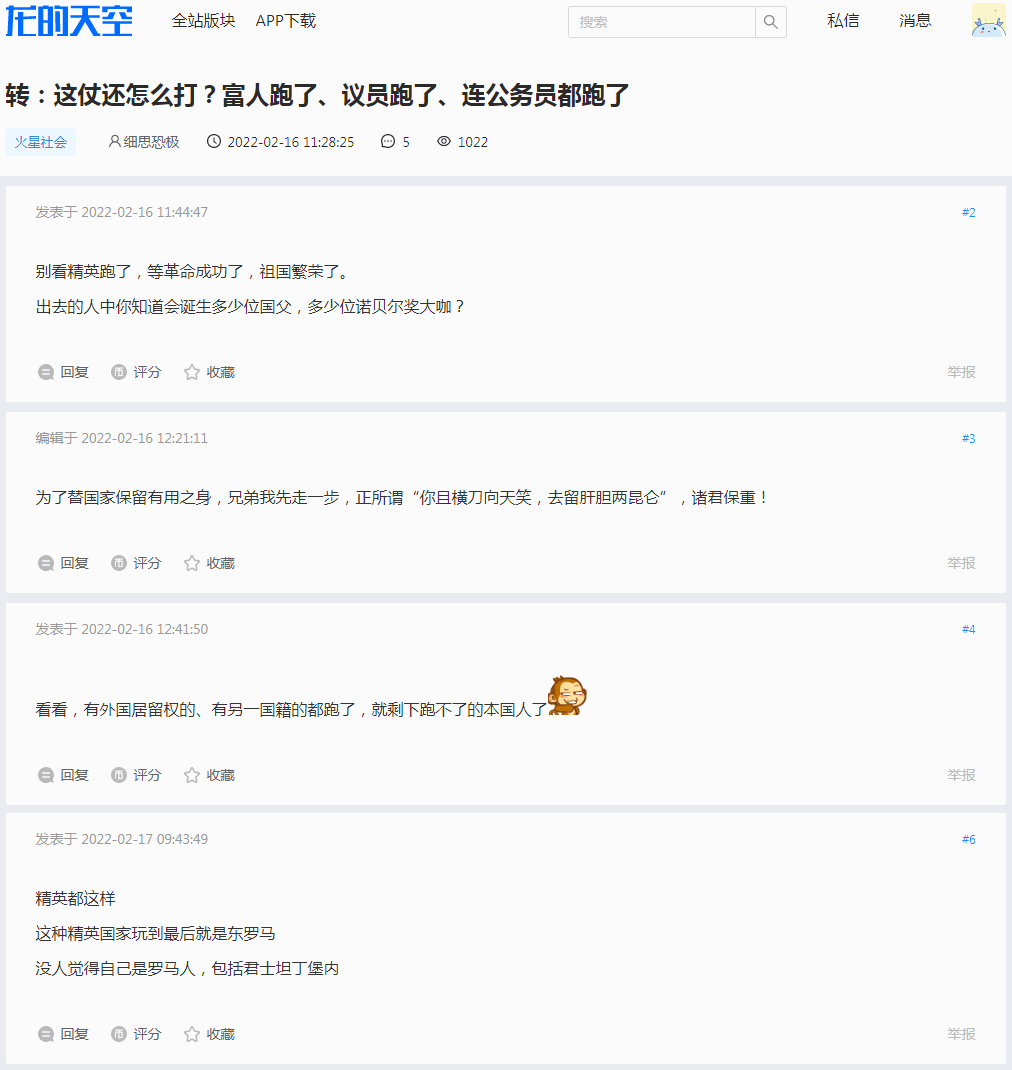 龙的天空 全站版块 APP下载 搜索 私信 消息
转：这仗还怎么打？富人跑了、议员跑了、连公务员都跑了
火星社会 细思恐极 2022-02-16 11:28:25 5 1022
发表于 2022-02-16 11:44:47 #2
别看精英跑了，等革命成功了，祖国繁荣了。
出去的人中你知道会诞生多少位国父，多少位诺贝尔奖大咖？
回复 评分 收藏 举报
编辑于 2022-02-16 12:21:11 #3
为了替国家保留有用之身，兄弟我先走一步，正所谓“你且横刀向天笑，去留肝胆两昆仑”，诸君保重！
回复 评分 收藏 举报
发表于 2022-02-16 12:41:50 #4
看看，有外国居留权的、有另一国籍的都跑了，就剩下跑不了的本国人了
回复 评分 收藏 举报
发表于 2022-02-17 09:43:49 #6
精英都这样
这种精英国家玩到最后就是东罗马
没人觉得自己是罗马人，包括君士坦丁堡内
回复 评分 收藏 举报